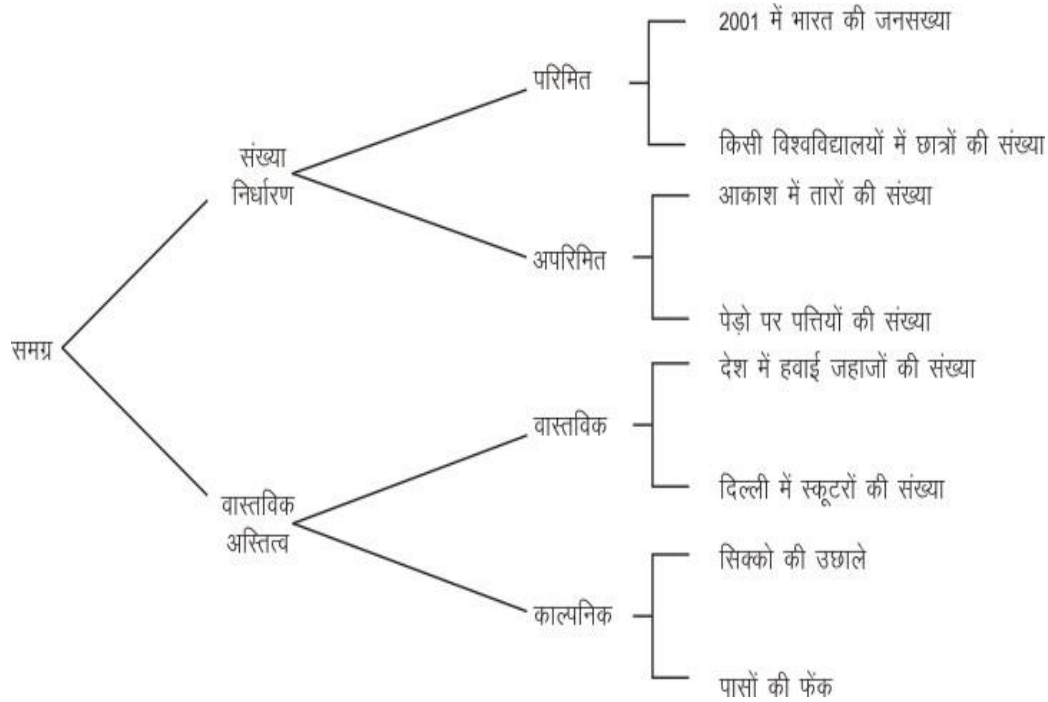 2001 में भारत की जनसख्या
परिमित
किसी विश्वविद्यालयों में छात्रों की संख्या
संख्या
निर्धारण
आकाश में तारों की संख्या
अपरिमित
पेड़ो पर पत्तियों की संख्या
समग्र
देश में हवाई जहाजों की संख्या
वास्तविक
दिल्ली में स्कूटरों की संख्या
वास्तविक
अस्तित्व
सिक्को की उछाले
काल्पनिक
पासों की फेंक